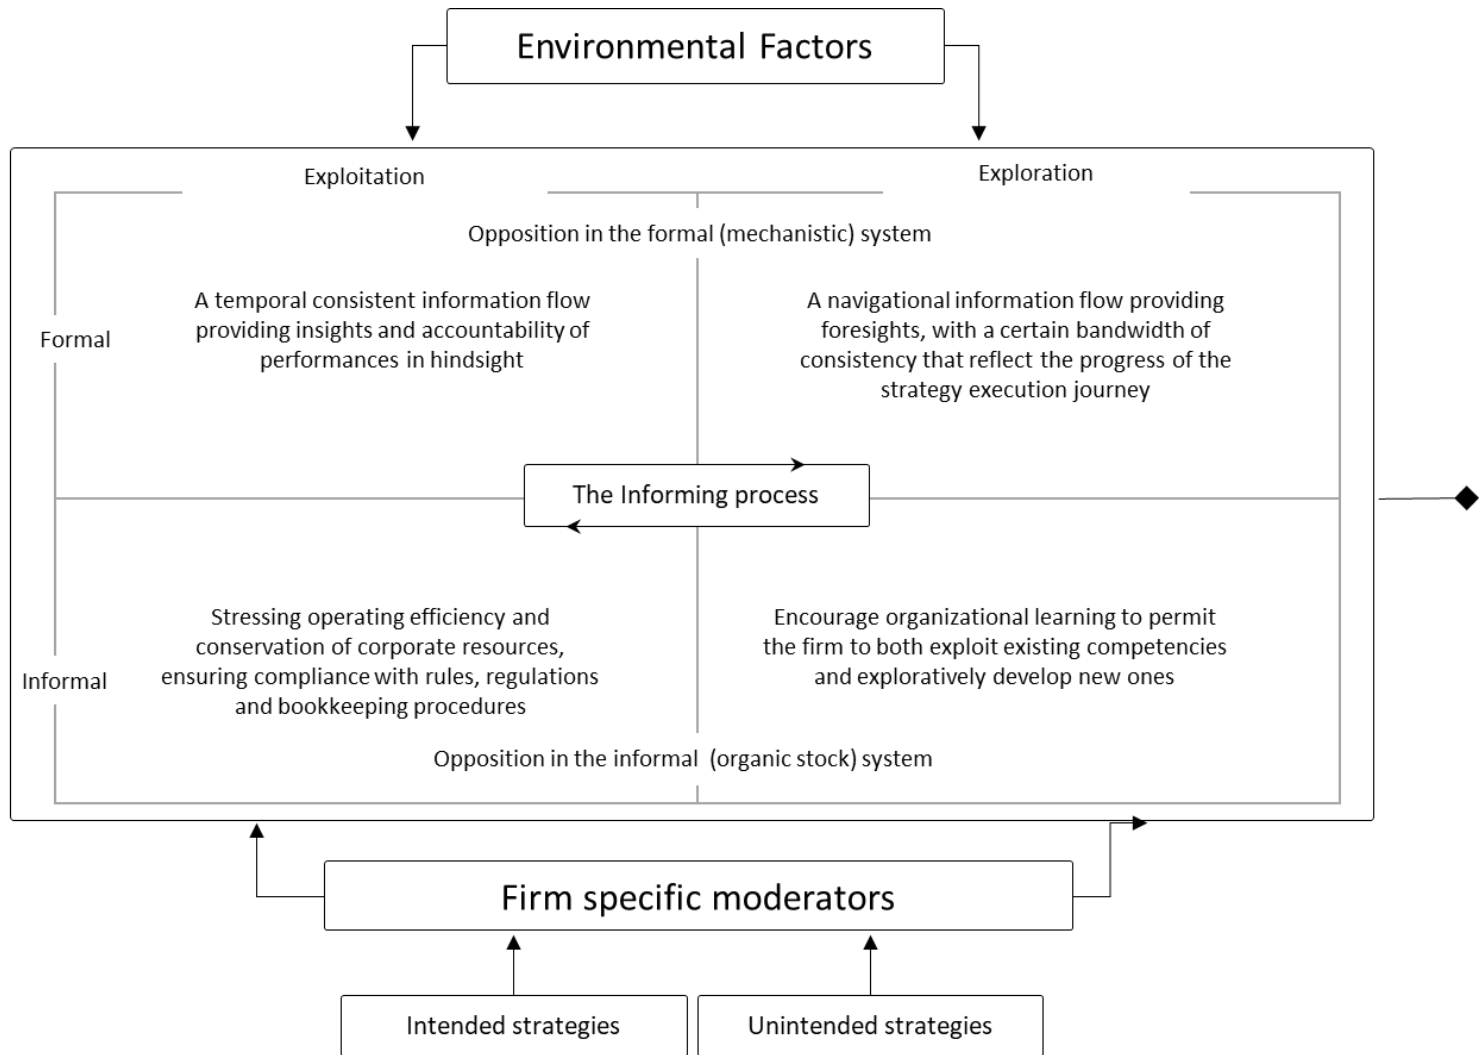 Environmental Factors
Exploitation
Exploration
Opposition in the formal (mechanistic) system
Formal
A temporal consistent information flow
providing insights and accountability of
performances in hindsight
A navigational information flow providing
foresights, with a certain bandwidth of
consistency that reflect the progress of the
strategy execution journey
The Informing process
Informal
Stressing operating efficiency and
conservation of corporate resources,
ensuring compliance with rules, regulations
and bookkeeping procedures
Encourage organizational learning to permit
the firm to both exploit existing competencies
and exploratively develop new ones
Opposition in the informal (organic stock) system
Firm specific moderators
Intended strategies
Unintended strategies